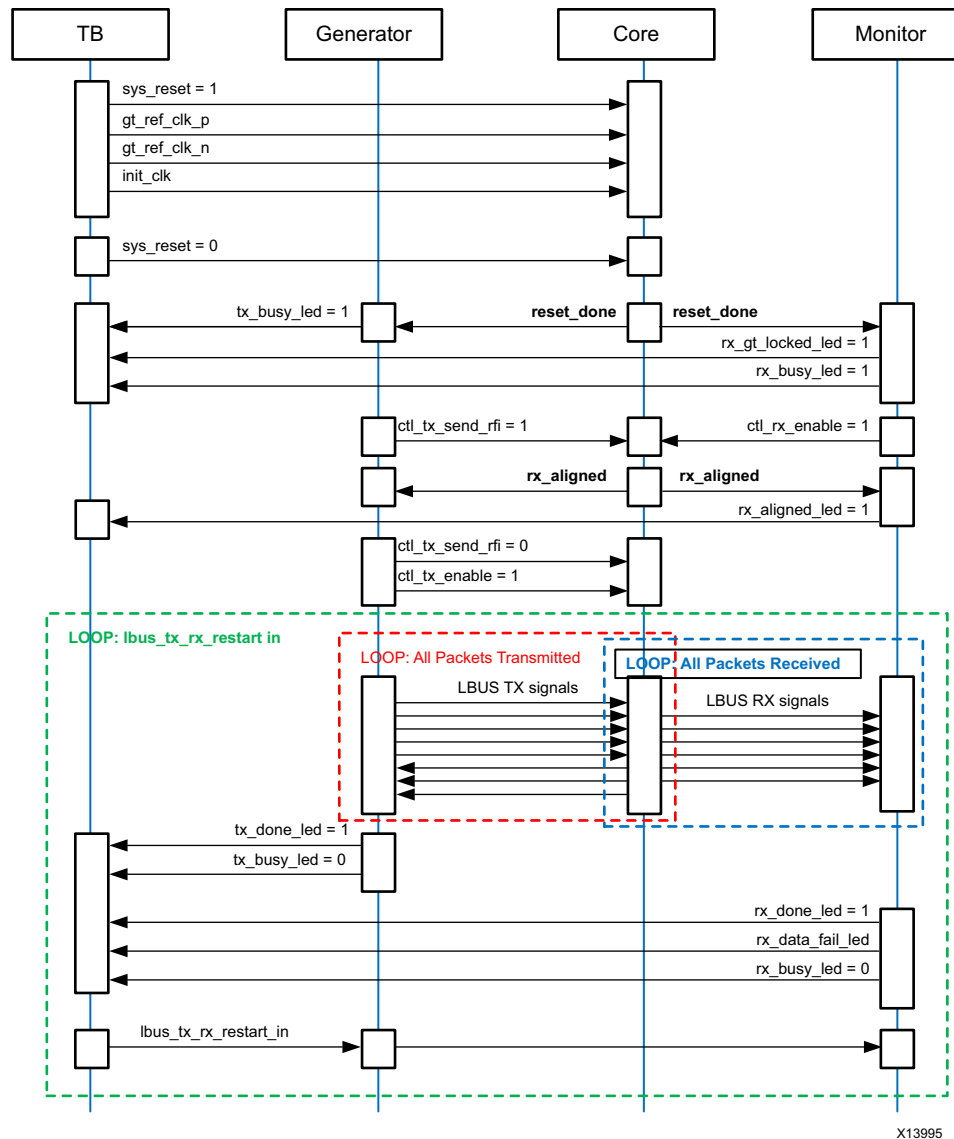 TB
Generator
Core
Monitor
sys_reset = 1
gt_ref_clk_p
gt_ref_clk_n
init_clk
sys_reset = 0
tx_busy_led = 1
reset_done
reset_done
rx_gt_locked_led = 1
rx_busy_led = 1
ctl_tx_send_rfi = 1
ctl_rx_enable = 1
rx_aligned
rx_aligned
rx_aligned_led = 1
ctl_tx_send_rfi = 0
ctl_tx_enable = 1
LOOP: lbus_tx_rx_restart in
LOOP: All Packets Transmitted
LOOP: All Packets Received
LBUS TX signals
LBUS RX signals
tx_done_led = 1
tx_busy_led = 0
rx_done_led = 1
rx_data_fail_led
rx_busy_led = 0
lbus_tx_rx_restart_in
X13995